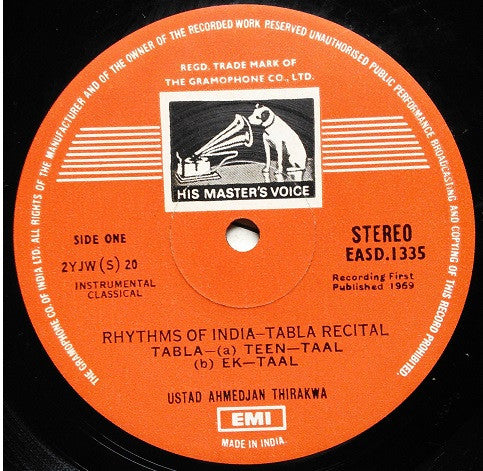 THE GRAMOPHONE CO. OF INDIA LTD. ALL RIGHTS OF THE MANUFACTURER AND OF THE OWNER OF THE RECORDED WORK RESERVED UNAUTHORISED PUBLIC PERFORMANCE BROADCASTING AND COPYING OF THIS RECORD PROHIBITED
REGD. TRADE MARK OF
THE GRAMOPHONE CO., LTD.
HIS MASTER'S VOICE
SIDE ONE
2YJW(S) 20
INSTRUMENTAL
CLASSICAL
STEREO
EASD.1335
Recording First
Published 1969
RHYTHMS OF INDIA—TABLA RECITAL
TABLA—(a) TEEN—TAAL
(b) EK—TAAL
USTAD AHMEDJAN THIRAKWA
EMI
MADE IN INDIA.